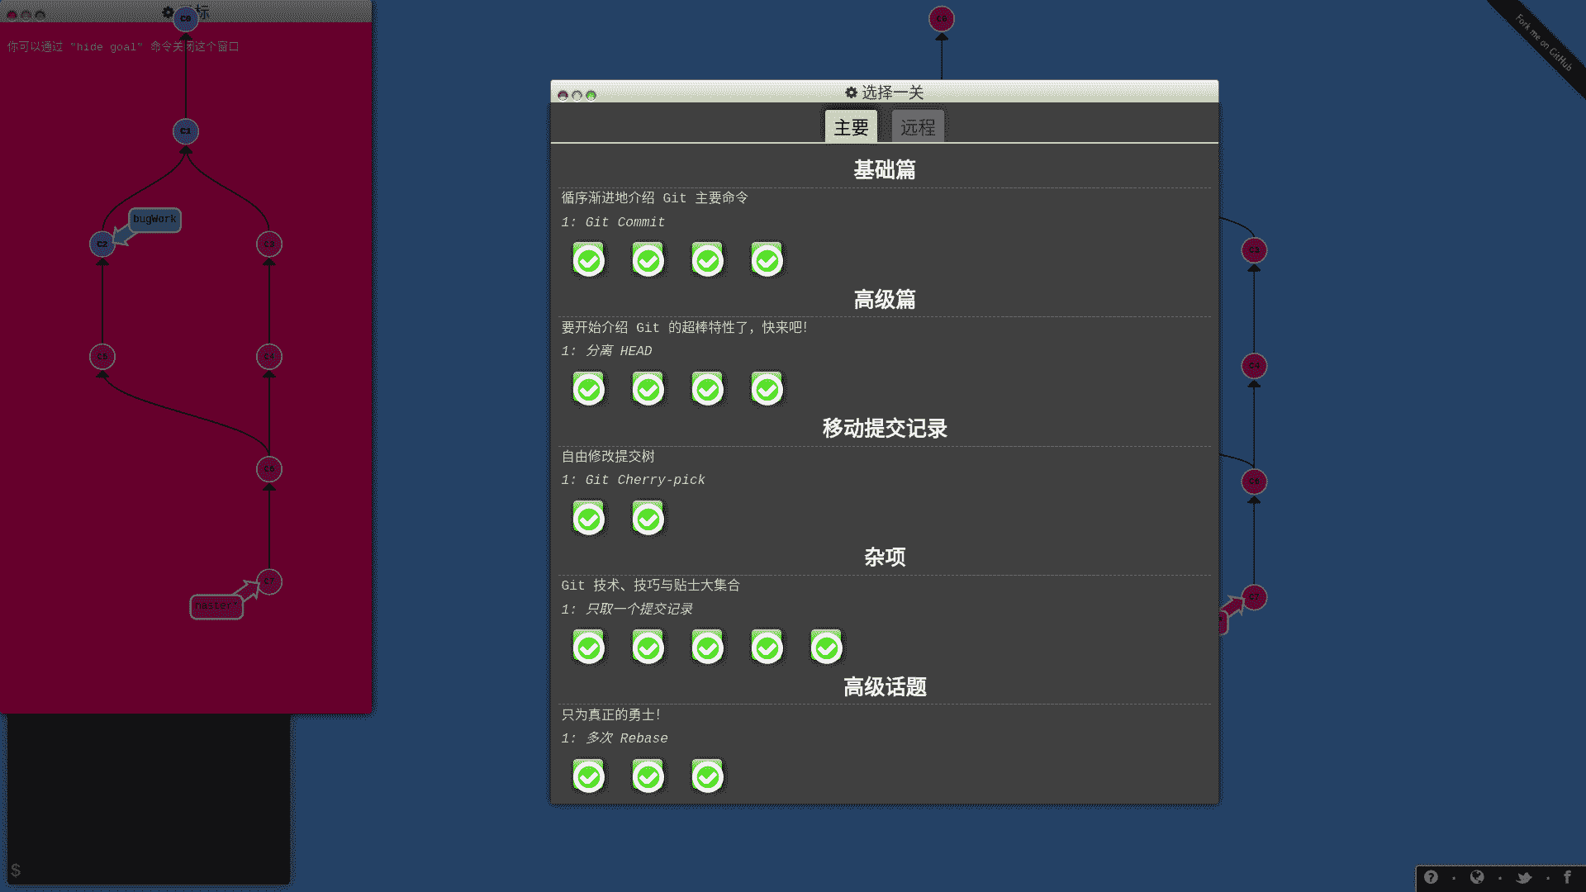 标
C0
你可以通过 "hide goal" 命令关闭这个窗口
C1
bugWork
C2
C3
C5
C4
C6
C7
master*
$
Fork me on GitHub
选择一关
主要 远程
基础篇
循序渐进地介绍 Git 主要命令
1: Git Commit
高级篇
要开始介绍 Git 的超棒特性了，快来吧！
1: 分离 HEAD
移动提交记录
自由修改提交树
1: Git Cherry-pick
杂项
Git 技术、技巧与贴士大集合
1: 只取一个提交记录
高级话题
只为真正的勇士！
1: 多次 Rebase